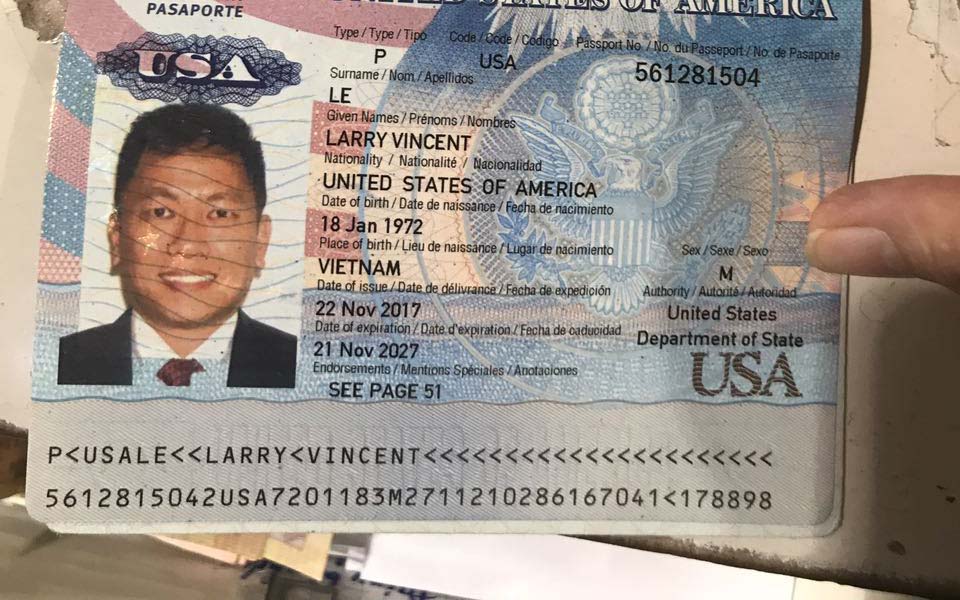 PASAPORTE
UNITED STATES OF AMERICA
USA
Type / Type / Tipo Code / Code / Codigo Passport No / No. du Passeport / No. de Pasaporte
P USA 561281504
Surname / Nom / Apellidos
LE
Given Names / Prénoms / Nombres
LARRY VINCENT
Nationality / Nationalité / Nacionalidad
UNITED STATES OF AMERICA
Date of birth / Date de naissance / Fecha de nacimiento
18 Jan 1972
Place of birth / Lieu de naissance / Lugar de nacimiento Sex / Sexe / Sexo
VIETNAM M
Date of issue / Date de délivrance / Fecha de expedición Authority / Autorité / Autoridad
22 Nov 2017 United States
Date of expiration / Date d'expiration / Fecha de caducidad Department of State
21 Nov 2027
Endorsements / Mentions Spéciales / Anotaciones USA
SEE PAGE 51
P<USALE<<LARRY<VINCENT<<<<<<<<<<<<<<<<<<<<<<
5612815042USA7201183M2711210286167041<178898